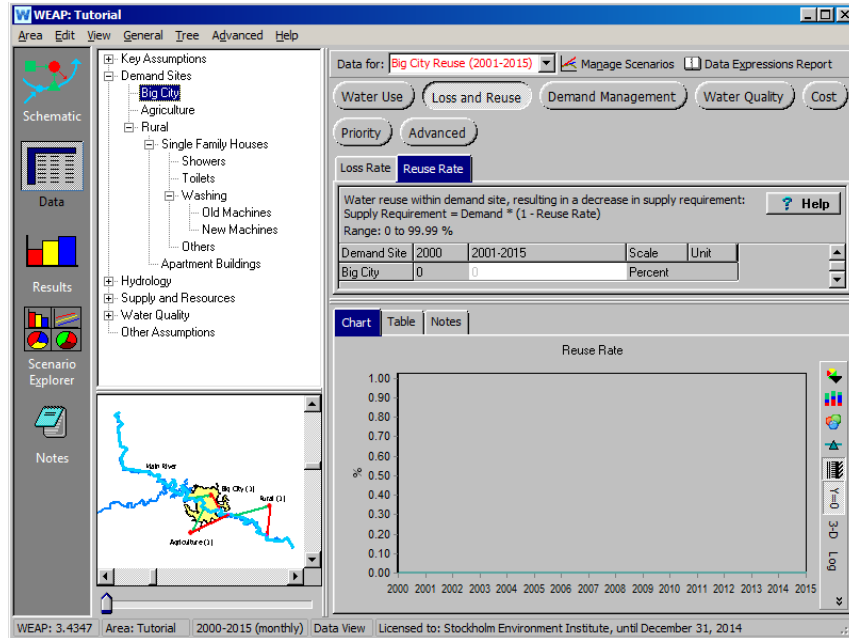 WEAP: Tutorial
Area Edit View General Tree Advanced Help
Schematic
Data
Results
Scenario
Explorer
Notes
Key Assumptions
Demand Sites
Big City
Agriculture
Rural
Single Family Houses
Showers
Toilets
Washing
Old Machines
New Machines
Others
Apartment Buildings
Hydrology
Supply and Resources
Water Quality
Other Assumptions
Main River
Big City (1)
Rural (1)
Agriculture (1)
Data for: Big City Reuse (2001-2015) Manage Scenarios Data Expressions Report
Water Use Loss and Reuse Demand Management Water Quality Cost
Priority Advanced
Loss Rate Reuse Rate
Water reuse within demand site, resulting in a decrease in supply requirement:
Supply Requirement = Demand * (1 - Reuse Rate)
Range: 0 to 99.99 %
? Help
Demand Site 2000 2001-2015 Scale Unit
Big City 0 0 Percent
Chart Table Notes
Reuse Rate
%
1.00
0.90
0.80
0.70
0.60
0.50
0.40
0.30
0.20
0.10
0.00
2000 2001 2002 2003 2004 2005 2006 2007 2008 2009 2010 2011 2012 2013 2014 2015
Y=0
3-D
Log
WEAP: 3.4347 Area: Tutorial 2000-2015 (monthly) Data View Licensed to: Stockholm Environment Institute, until December 31, 2014